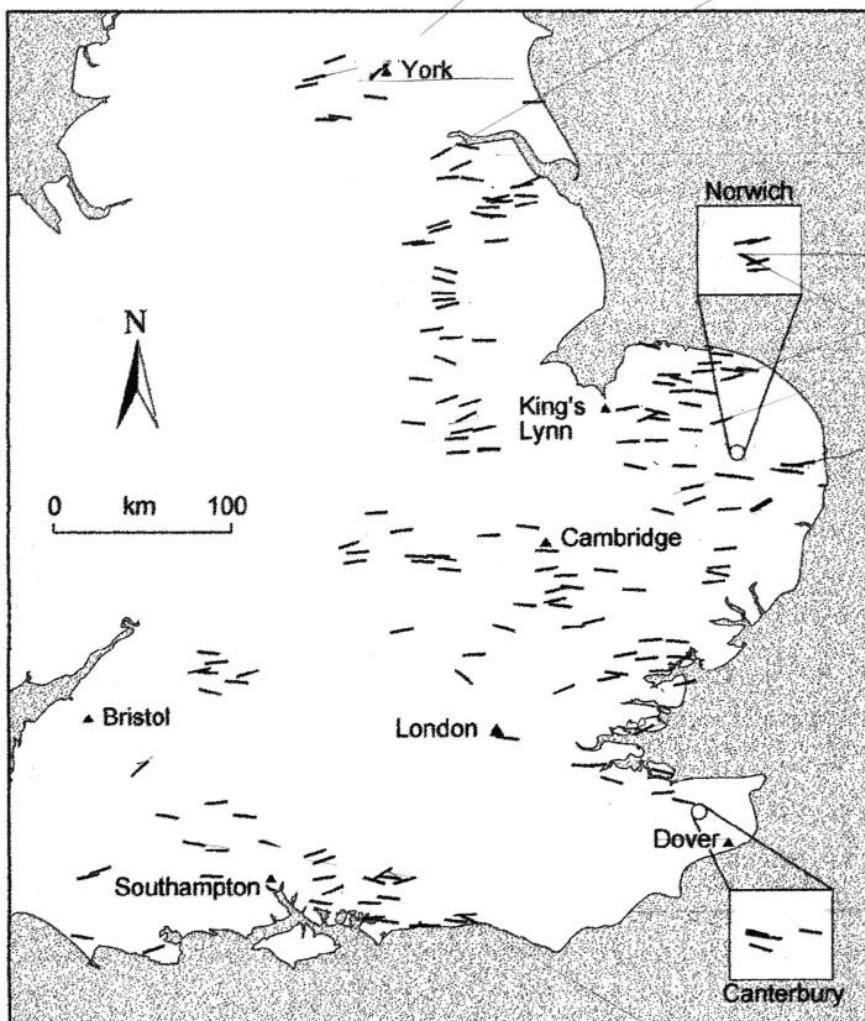 York
Norwich
N
King's
Lynn
0 km 100
Cambridge
Bristol
London
Dover
Southampton
Canterbury